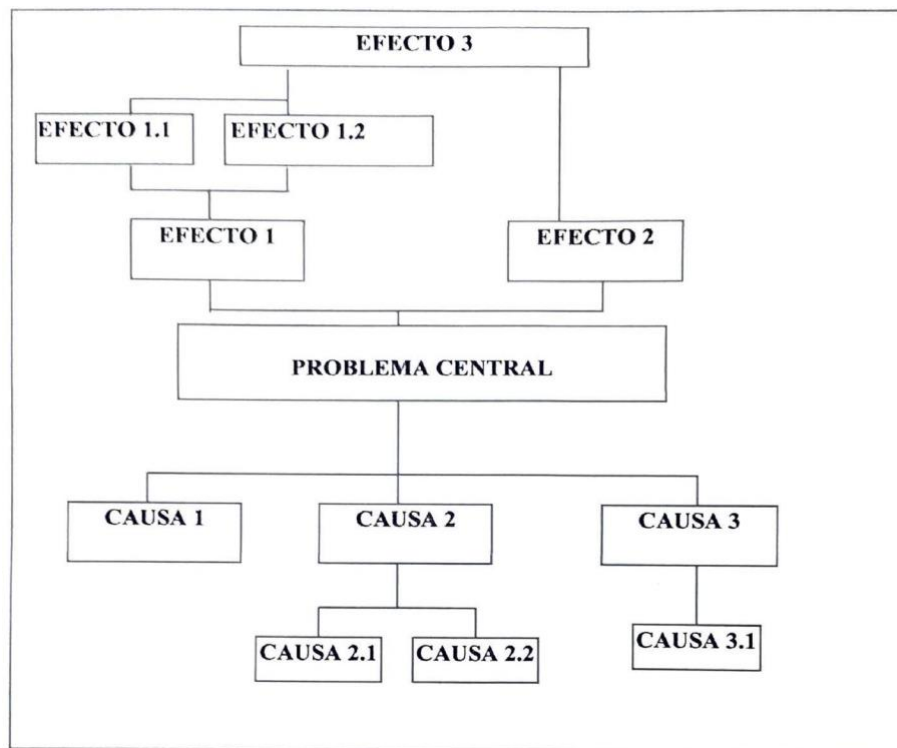 EFECTO 3
EFECTO 1.1
EFECTO 1.2
EFECTO 1
EFECTO 2
PROBLEMA CENTRAL
CAUSA 1
CAUSA 2
CAUSA 3
CAUSA 2.1
CAUSA 2.2
CAUSA 3.1